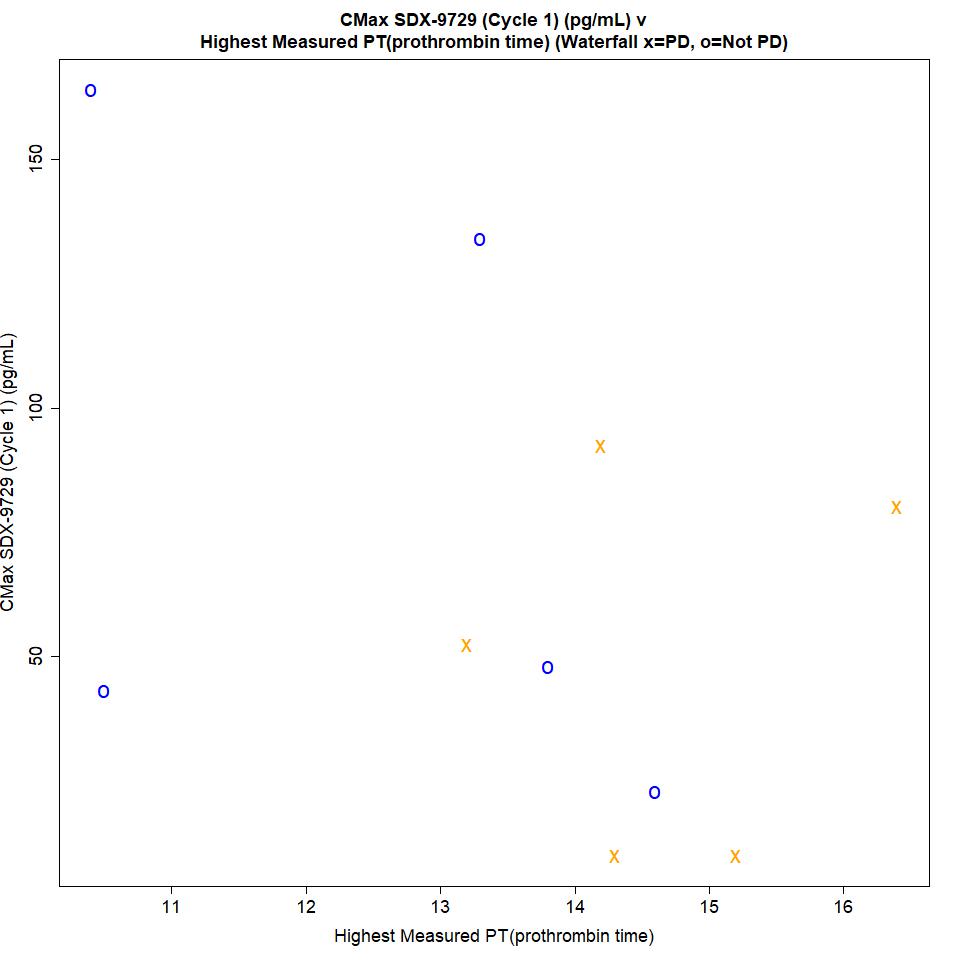 CMax SDX-9729 (Cycle 1) (pg/mL) v
Highest Measured PT(prothrombin time) (Waterfall x=PD, o=Not PD)
CMax SDX-9729 (Cycle 1) (pg/mL)
150
100
50
o
o
x
x
x
o
o
o
x
x
11
12
13
14
15
16
Highest Measured PT(prothrombin time)